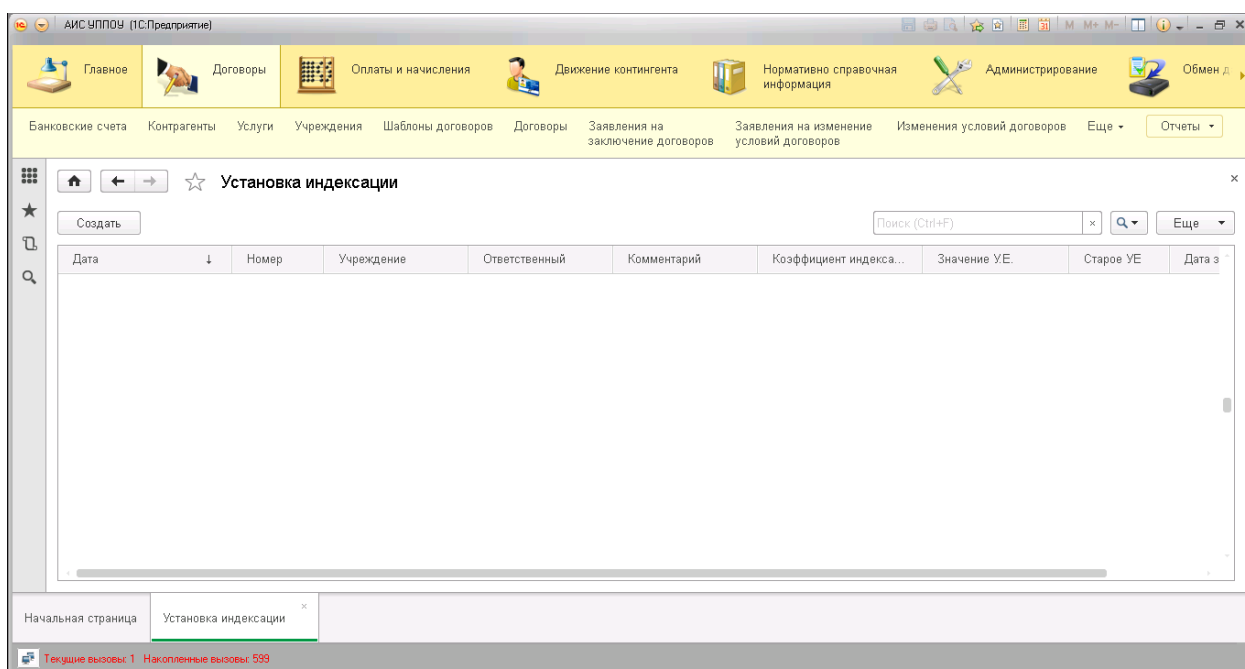 АИС УППОУ (1С:Предприятие)
M M+ M-
Главное
Договоры
Оплаты и начисления
Движение контингента
Нормативно справочная
информация
Администрирование
Обмен д
Банковские счета
Контрагенты
Услуги
Учреждения
Шаблоны договоров
Договоры
Заявления на
заключение договоров
Заявления на изменение
условий договоров
Изменения условий договоров
Еще
Отчеты
Установка индексации
Создать
Поиск (Ctrl+F)
Еще
Дата
Номер
Учреждение
Ответственный
Комментарий
Коэффициент индекса...
Значение У.Е.
Старое УЕ
Дата з
Начальная страница
Установка индексации
Текущие вызовы: 1 Накопленные вызовы: 599